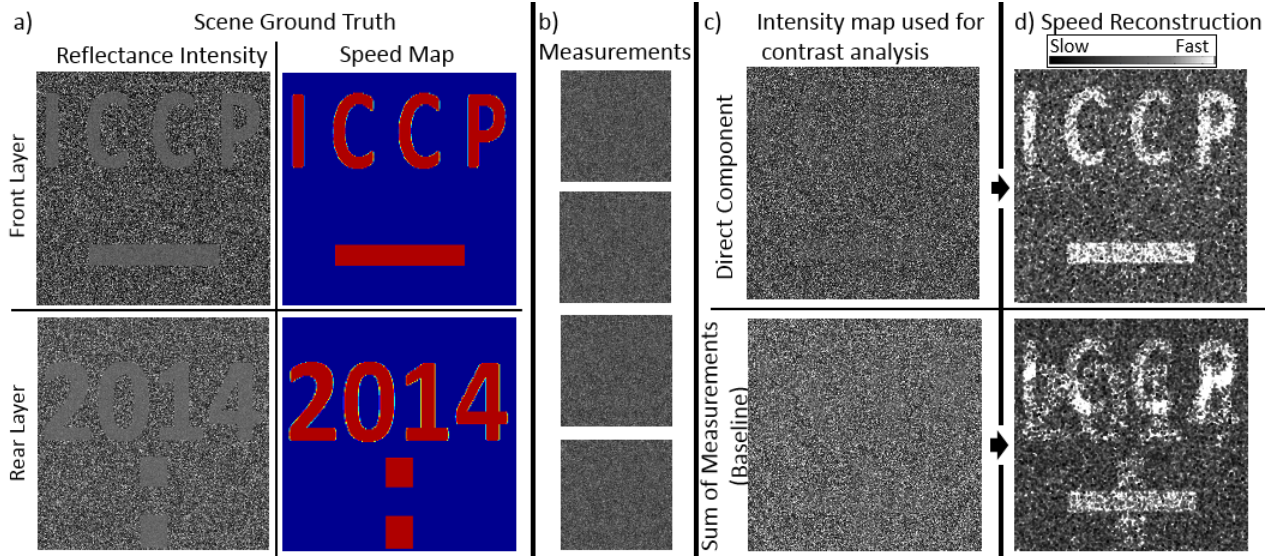 a) Scene Ground Truth
Reflectance Intensity
Speed Map
Front Layer
ICCP
ICCP
Rear Layer
2014
2014
b)
Measurements
c) Intensity map used for
contrast analysis
Direct Component
Sum of Measurements
(Baseline)
d) Speed Reconstruction
Slow Fast
ICCP
ICCP